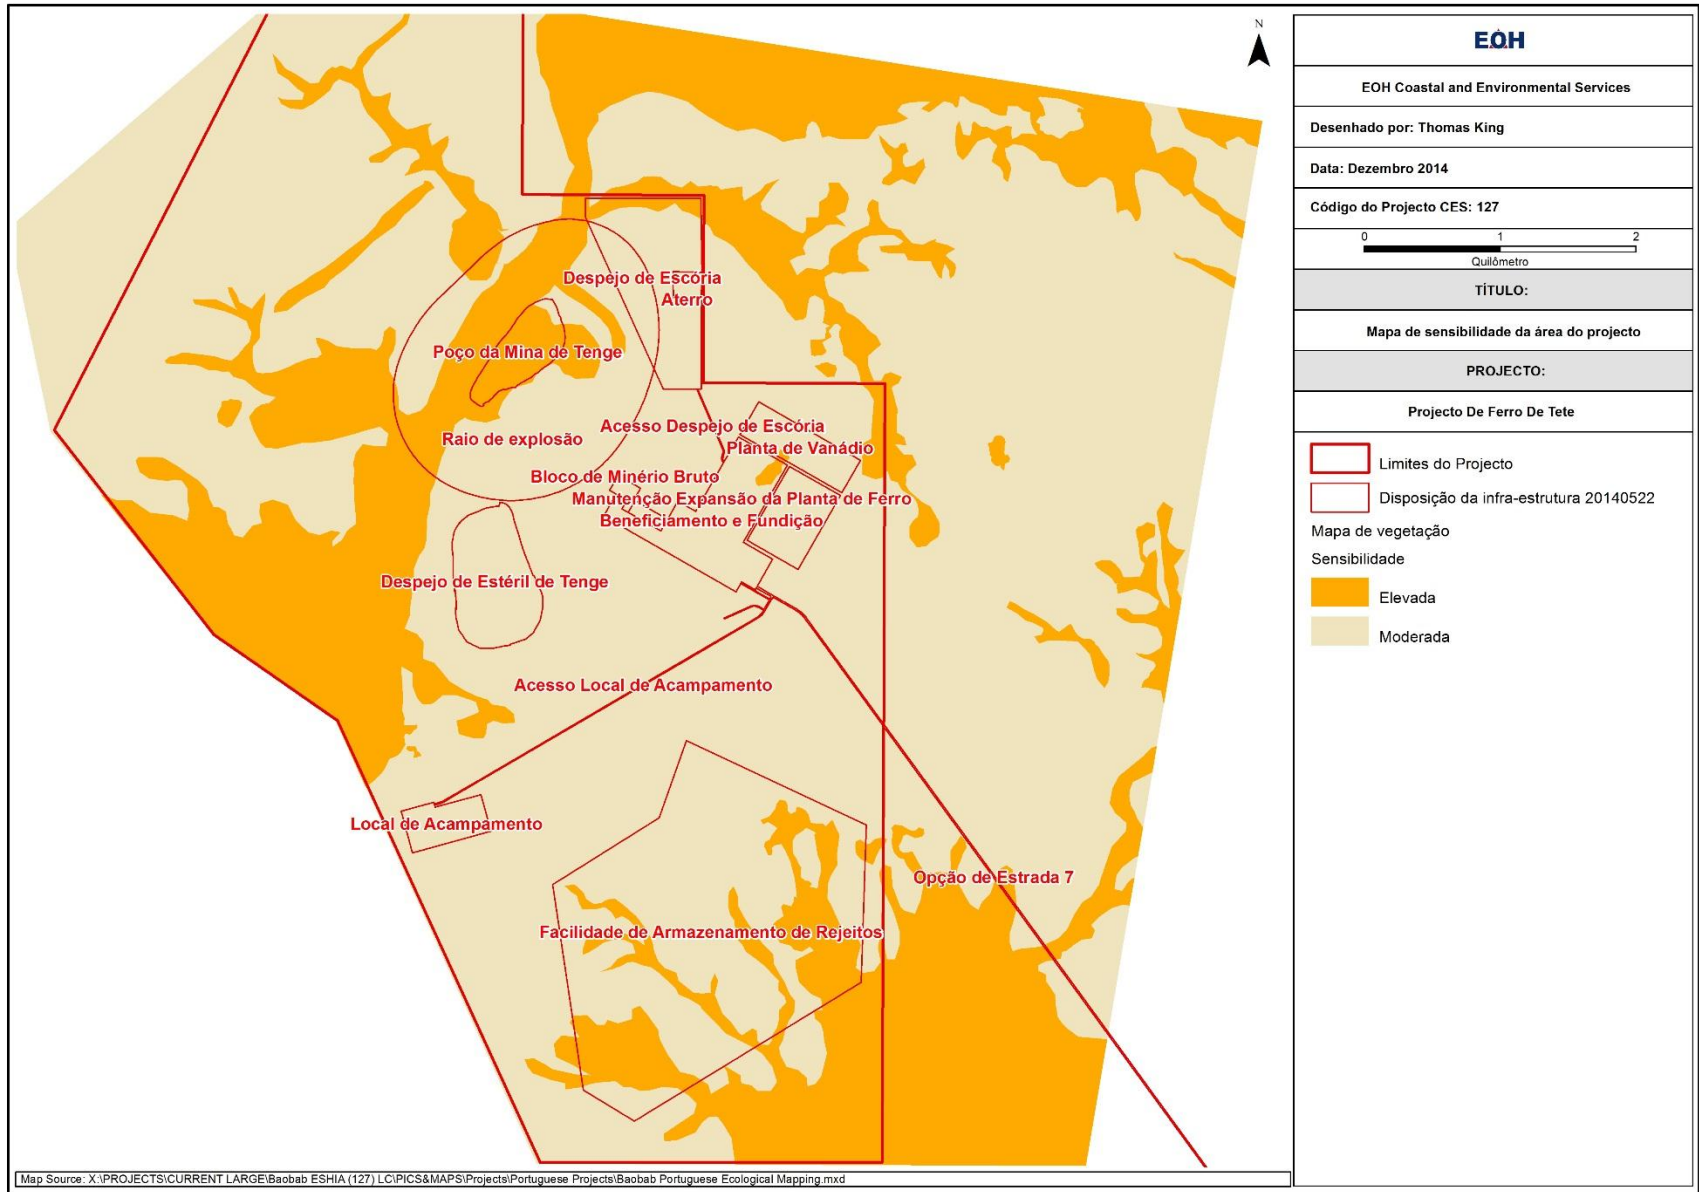 N
Despejo de Escória
Aterro
Poço da Mina de Tenge
Raio de explosão
Acesso Despejo de Escória
Planta de Vanádio
Bloco de Minério Bruto
Manutenção Expansão da Planta de Ferro
Beneficiamento e Fundição
Despejo de Estéril de Tenge
Acesso Local de Acampamento
Local de Acampamento
Opção de Estrada 7
Facilidade de Armazenamento de Rejeitos
Map Source: X:\PROJECTS\CURRENT LARGE\Baobab ESHIA (127) LC\PICS&MAPS\Projects\Portuguese Projects\Baobab Portuguese Ecological Mapping.mxd
EOH
EOH Coastal and Environmental Services
Desenhado por: Thomas King
Data: Dezembro 2014
Código do Projecto CES: 127
0 1 2
Quilômetro
TÍTULO:
Mapa de sensibilidade da área do projecto
PROJECTO:
Projecto De Ferro De Tete
Limites do Projecto
Disposição da infra-estrutura 20140522
Mapa de vegetação
Sensibilidade
Elevada
Moderada